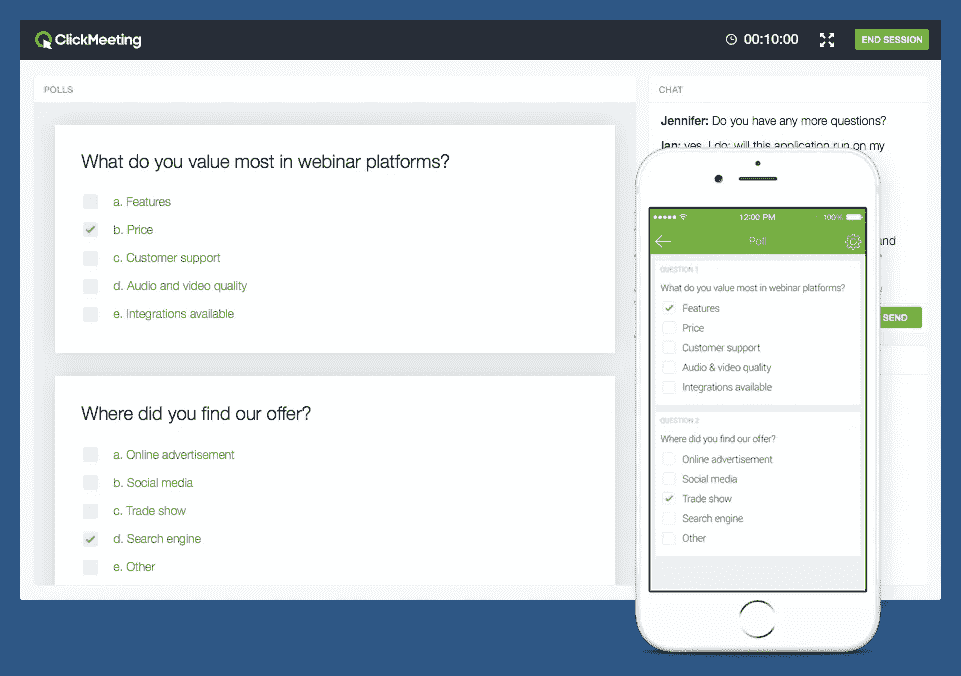 ClickMeeting
00:10:00
END SESSION
POLLS
What do you value most in webinar platforms?
a. Features
b. Price
c. Customer support
d. Audio and video quality
e. Integrations available
Where did you find our offer?
a. Online advertisement
b. Social media
c. Trade show
d. Search engine
e. Other
CHAT
Jennifer: Do you have any more questions?
Ian: yes, I do: will this application run on my
and
SEND
12:00 PM
100%
Poll
QUESTION 1
What do you value most in webinar platforms?
Features
Price
Customer support
Audio & video quality
Integrations available
QUESTION 2
Where did you find our offer?
Online advertisement
Social media
Trade show
Search engine
Other